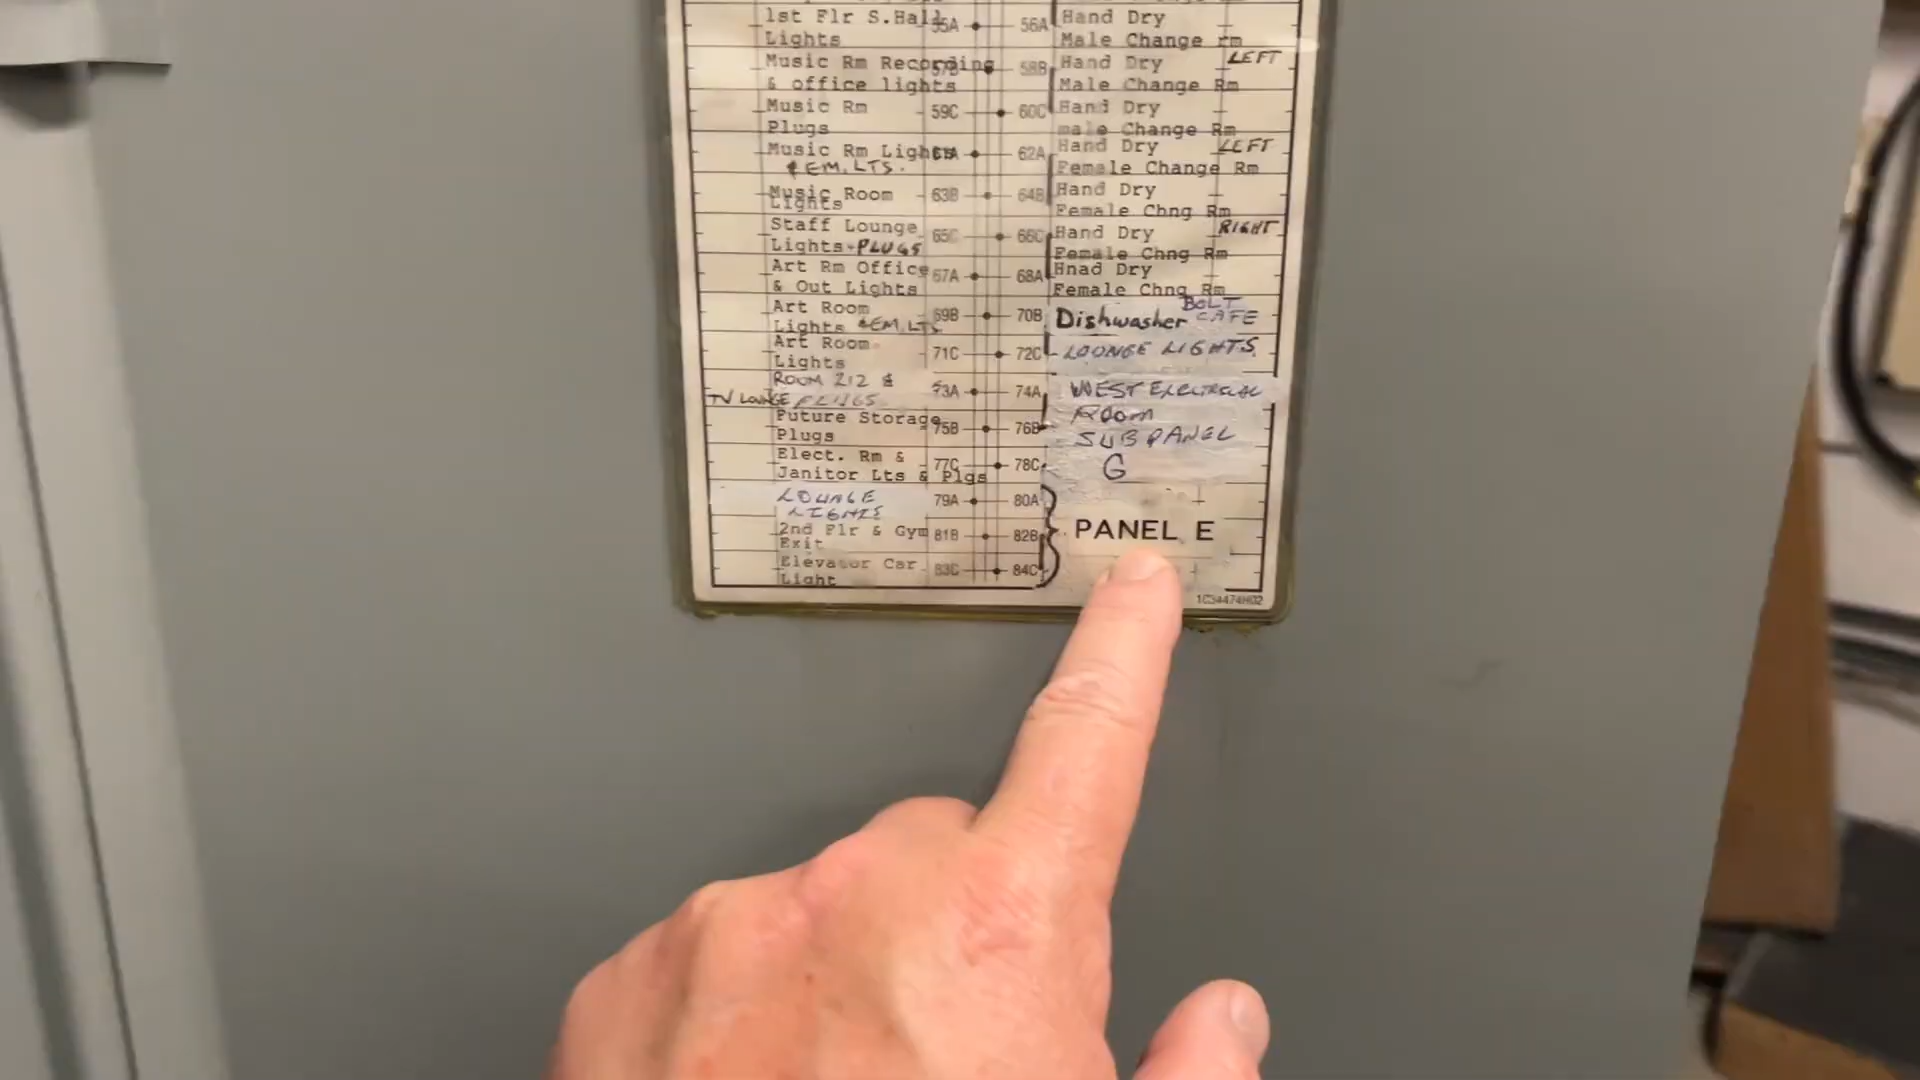 1st Flr S.Hall 55A 56A Hand Dry
Lights Male Change rm
Music Rm Recording 57B 58B Hand Dry LEFT
& office lights Male Change Rm
Music Rm 59C 60C Hand Dry
Plugs male Change Rm
Music Rm Lights 61A 62A Hand Dry LEFT
& EM. LTS. Female Change Rm
Music Room 63B 64B Hand Dry
Lights Female Chng Rm
Staff Lounge 65C 66C Hand Dry RIGHT
Lights + PLUGS Female Chng Rm
Art Rm Office 67A 68A Hnad Dry
& Out Lights Female Chng Rm
Art Room 69B 70B Dishwasher BOLT CAFE
Lights & EM. LTS.
Art Room 71C 72C LOUNGE LIGHTS
Lights
ROOM 212 & 73A 74A WEST ELECTRICAL
TV LOUNGE PLUGS ROOM
Future Storage 75B 76B SUB PANEL
Plugs
Elect. Rm & 77C 78C G
Janitor Lts & Plgs
LOUNGE 79A 80A
LIGHTS
2nd Flr & Gym 81B 82B PANEL E
Exit
Elevator Car 83C 84C
Light
1C34474H02